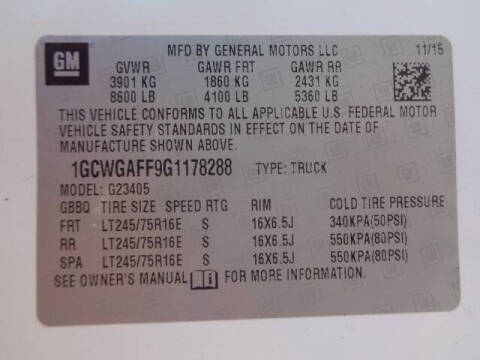 GM MFD BY GENERAL MOTORS LLC 11/15
GVWR GAWR FRT GAWR RR
3901 KG 1860 KG 2431 KG
8600 LB 4100 LB 5360 LB
THIS VEHICLE CONFORMS TO ALL APPLICABLE U.S. FEDERAL MOTOR
VEHICLE SAFETY STANDARDS IN EFFECT ON THE DATE OF
MANUFACTURE SHOWN ABOVE.
1GCWGAFF9G1178288 TYPE: TRUCK
MODEL: G23405
GBBQ TIRE SIZE SPEED RTG RIM COLD TIRE PRESSURE
FRT LT245/75R16E S 16X6.5J 340KPA(50PSI)
RR LT245/75R16E S 16X6.5J 550KPA(80PSI)
SPA LT245/75R16E S 16X6.5J 550KPA(80PSI)
SEE OWNER'S MANUAL FOR MORE INFORMATION.